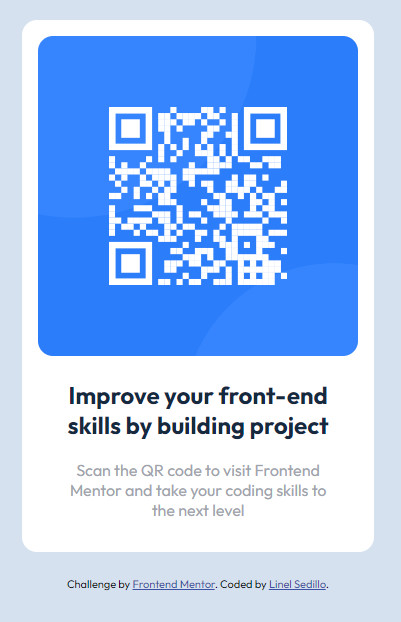 Improve your front-end
skills by building project
Scan the QR code to visit Frontend
Mentor and take your coding skills to
the next level
Challenge by Frontend Mentor. Coded by Linel Sedillo.